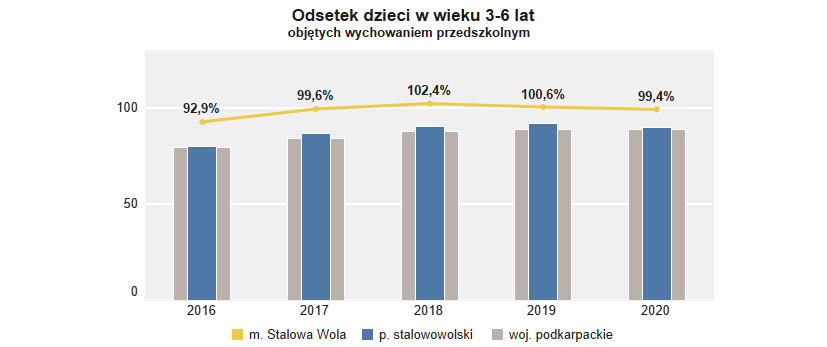 Odsetek dzieci w wieku 3-6 lat
objętych wychowaniem przedszkolnym
92,9%
99,6%
102,4%
100,6%
99,4%
100
50
0
2016 2017 2018 2019 2020
m. Stalowa Wola p. stalowowolski woj. podkarpackie